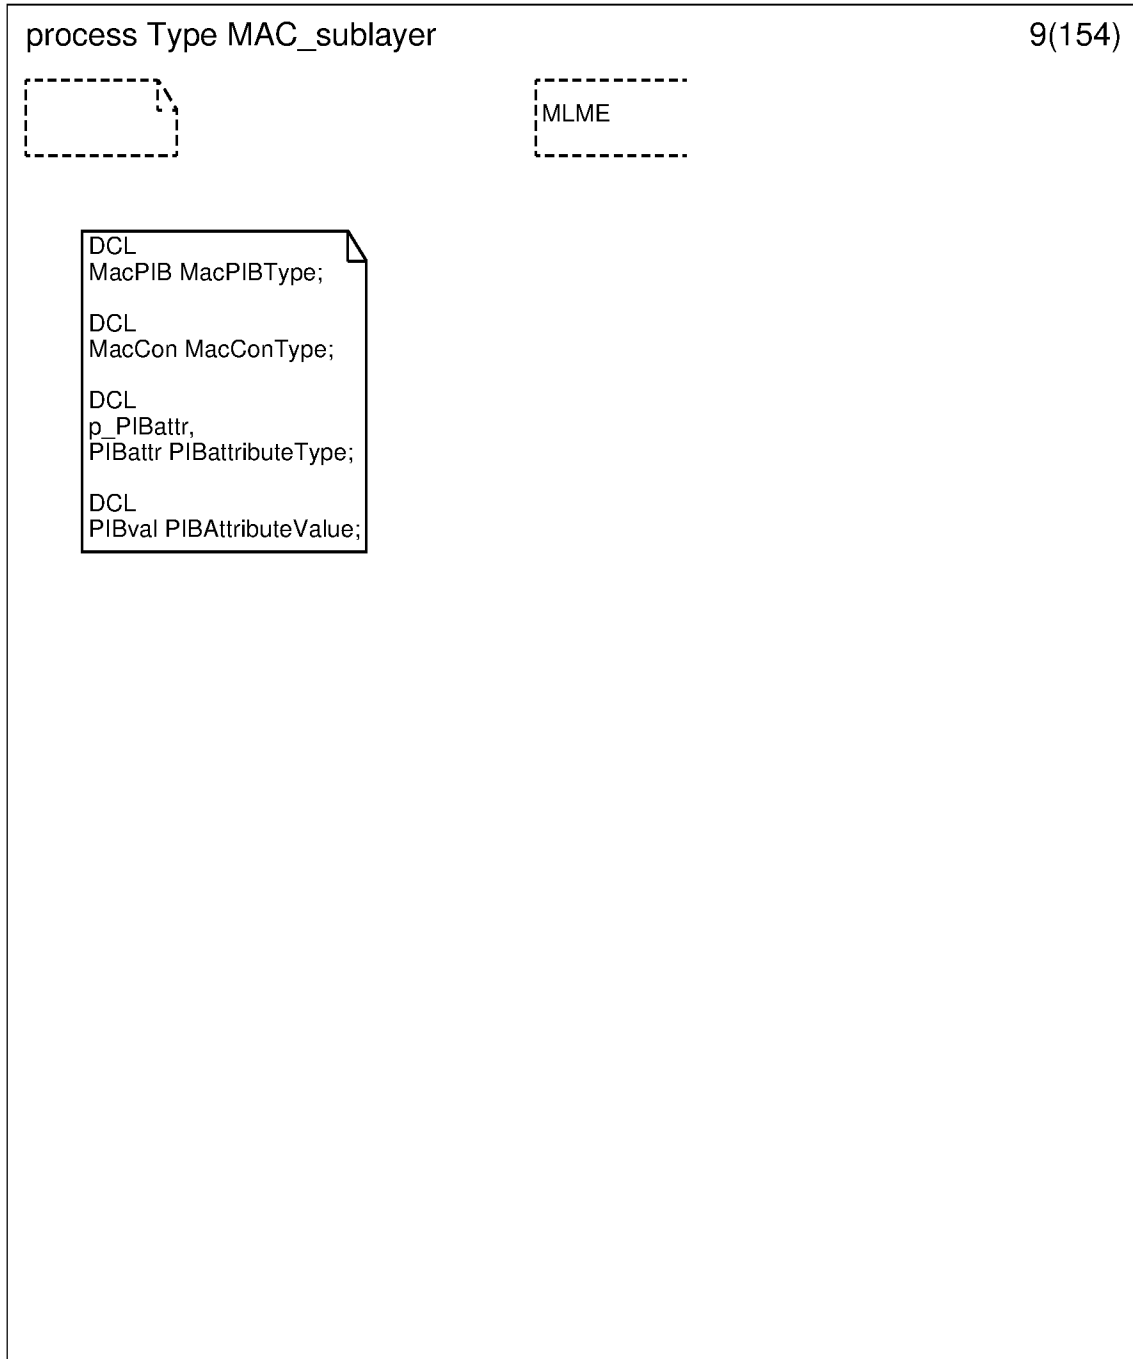 process Type MAC_sublayer
9(154)
MLME
DCL
MacPIB MacPIBType;
DCL
MacCon MacConType;
DCL
p_PIBattr,
PIBattr PIBattributeType;
DCL
PIBval PIBAttributeValue;